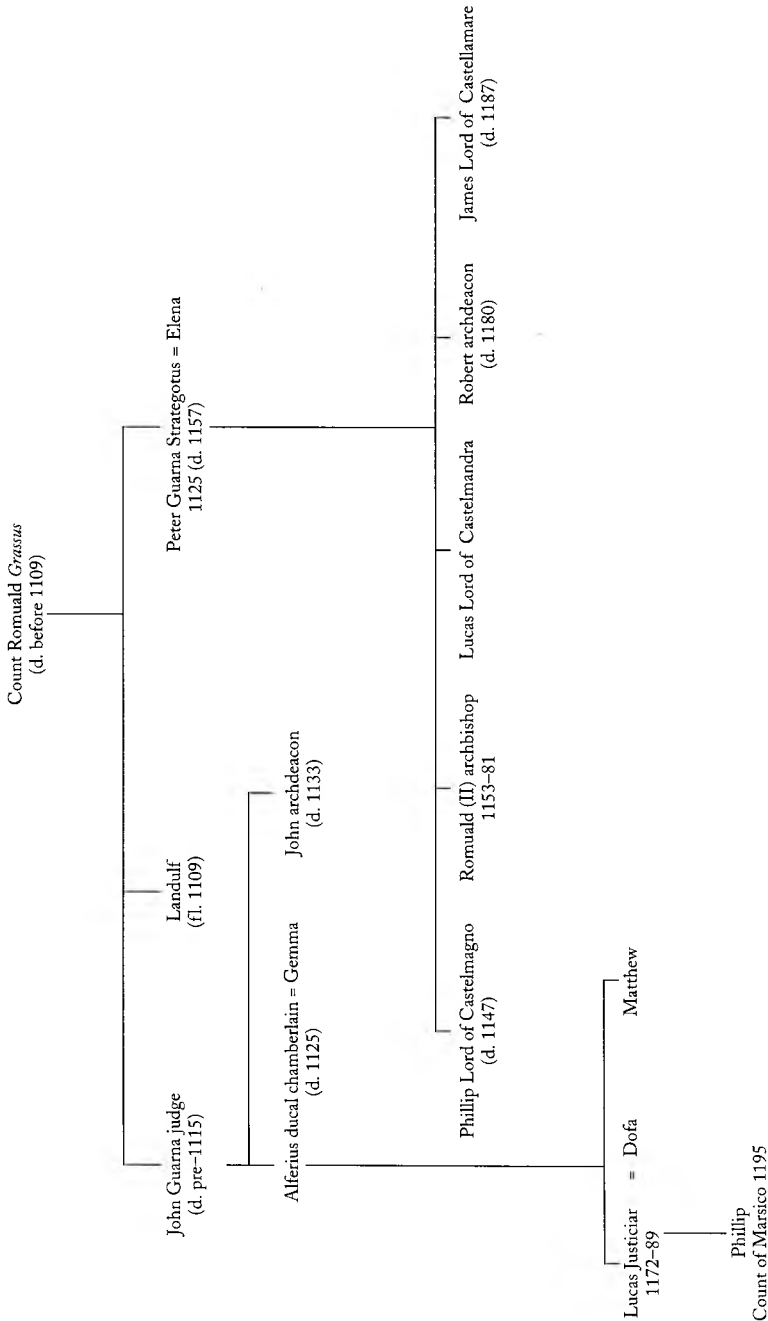 Count Romuald Grassus
(d. before 1109)
John Guarna judge
(d. pre–1115)
Landulf
(fl. 1109)
Peter Guarna Strategotus = Elena
1125 (d. 1157)
Alferius ducal chamberlain = Gemma
(d. 1125)
John archdeacon
(d. 1133)
Phillip Lord of Castelmagno
(d. 1147)
Romuald (II) archbishop
1153–81
Lucas Lord of Castelmandra
Robert archdeacon
(d. 1180)
James Lord of Castellamare
(d. 1187)
Lucas Justiciar = Dofa
1172–89
Matthew
Phillip
Count of Marsico 1195